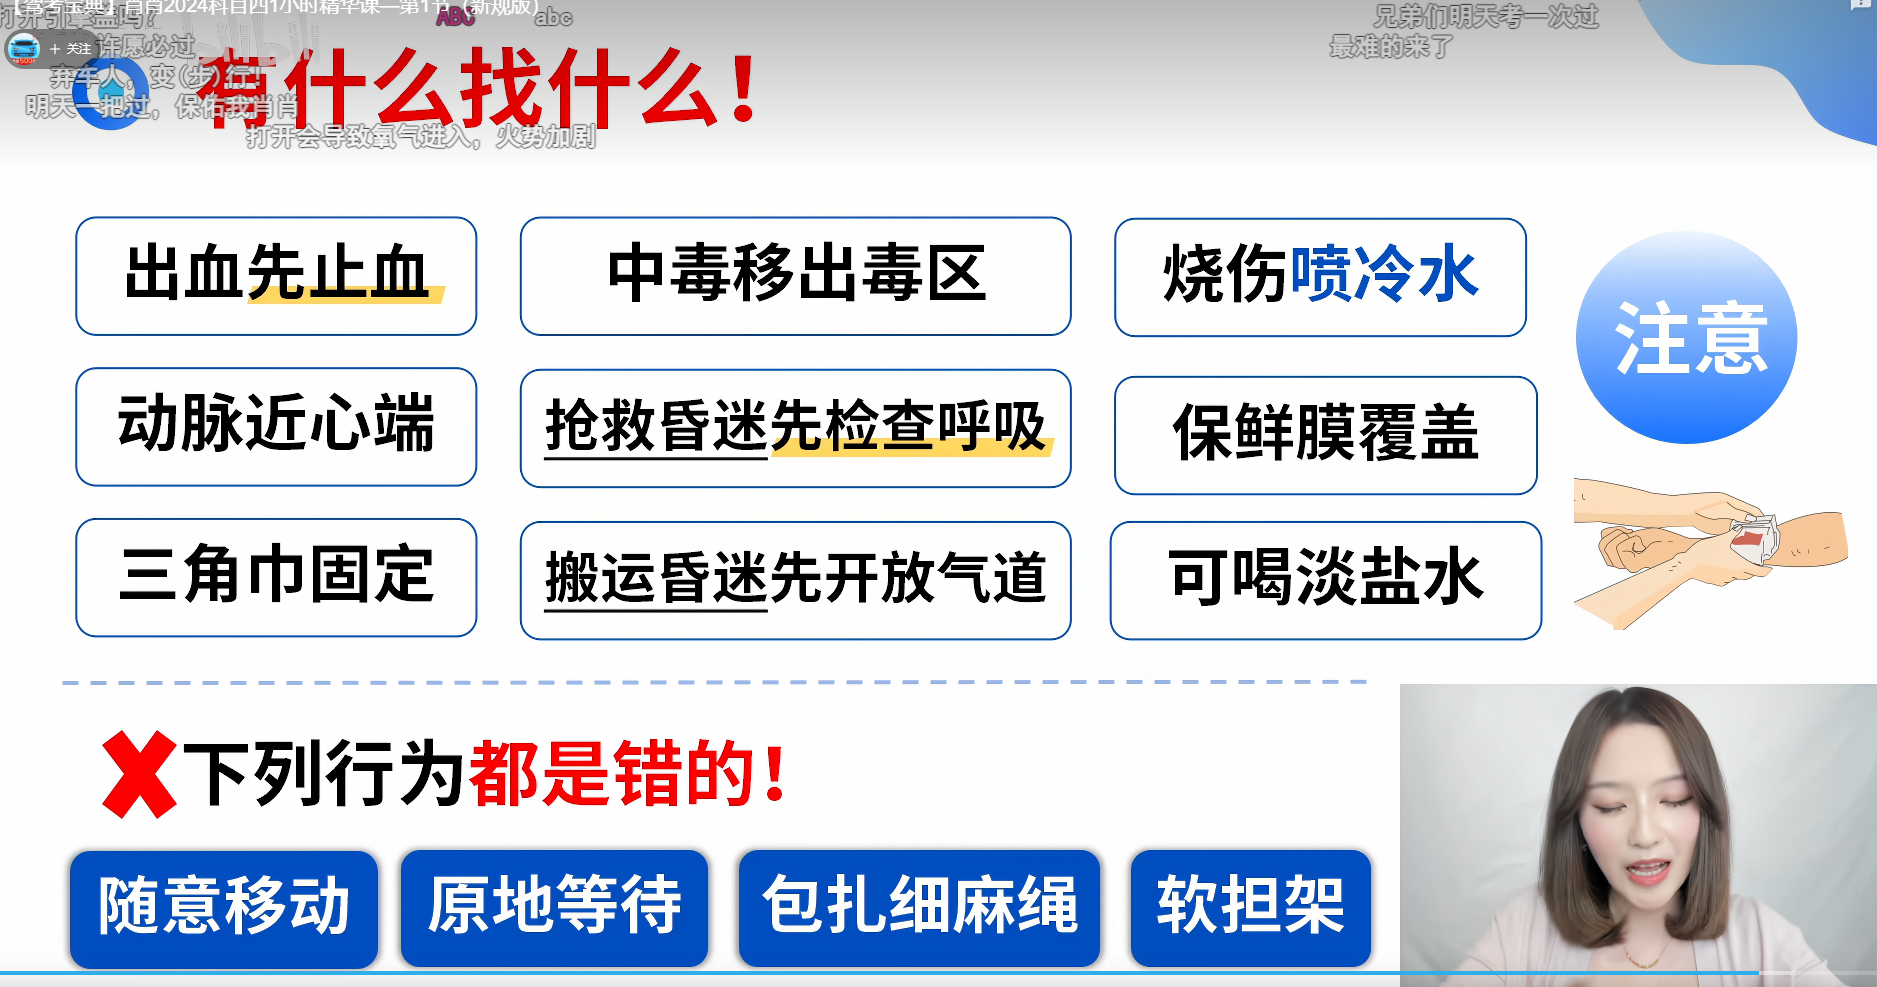 【驾考宝典】肖肖2024科目四1小时精华课—第1节（新规版）
打开引擎盖吗？
ABC
abc
兄弟们明天考一次过
+ 关注
许愿必过
最难的来了
弃车人，变(步)行!
有什么找什么！
明天一把过，保佑我肖肖
打开会导致氧气进入，火势加剧
出血先止血
中毒移出毒区
烧伤喷冷水
注意
动脉近心端
抢救昏迷先检查呼吸
保鲜膜覆盖
三角巾固定
搬运昏迷先开放气道
可喝淡盐水
下列行为都是错的！
随意移动
原地等待
包扎细麻绳
软担架